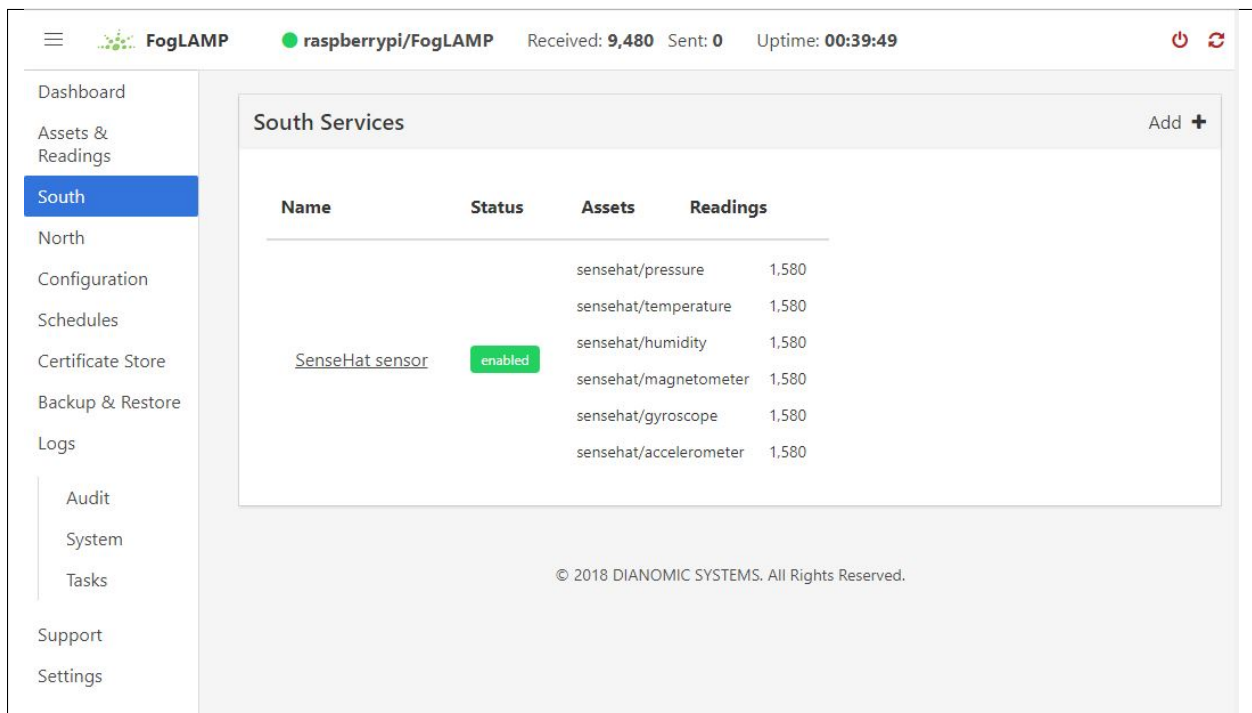 FogLAMP raspberrypi/FogLAMP Received: 9,480 Sent: 0 Uptime: 00:39:49
Dashboard
Assets &
Readings
South
North
Configuration
Schedules
Certificate Store
Backup & Restore
Logs
Audit
System
Tasks
Support
Settings
South Services Add +
Name Status Assets Readings
SenseHat sensor enabled
sensehat/pressure 1,580
sensehat/temperature 1,580
sensehat/humidity 1,580
sensehat/magnetometer 1,580
sensehat/gyroscope 1,580
sensehat/accelerometer 1,580
© 2018 DIANOMIC SYSTEMS. All Rights Reserved.